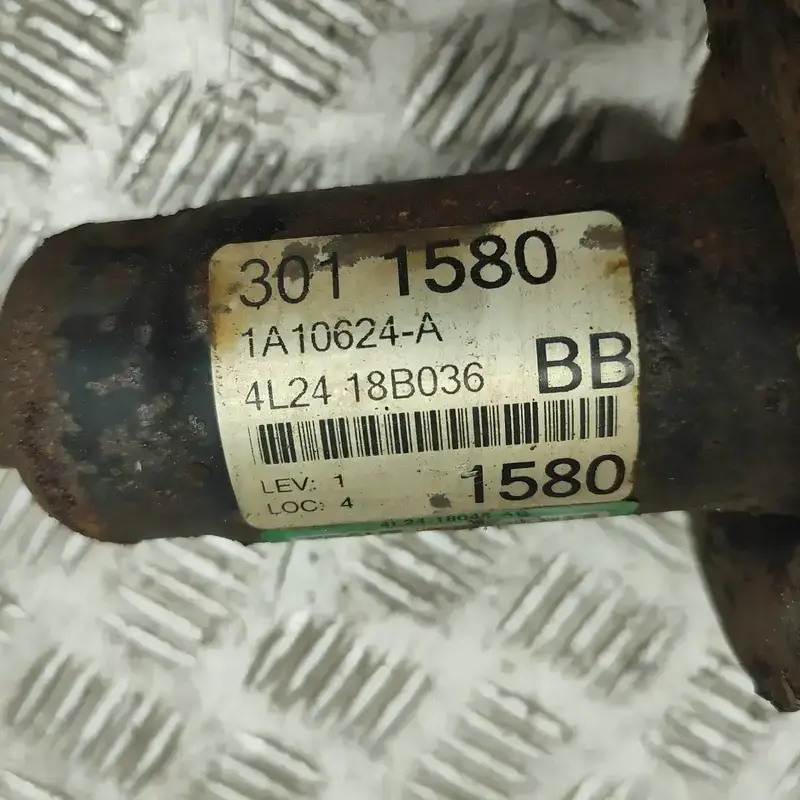 301 1580
1A10624-A
4L24 18B036 BB
LEV: 1
LOC: 4 1580